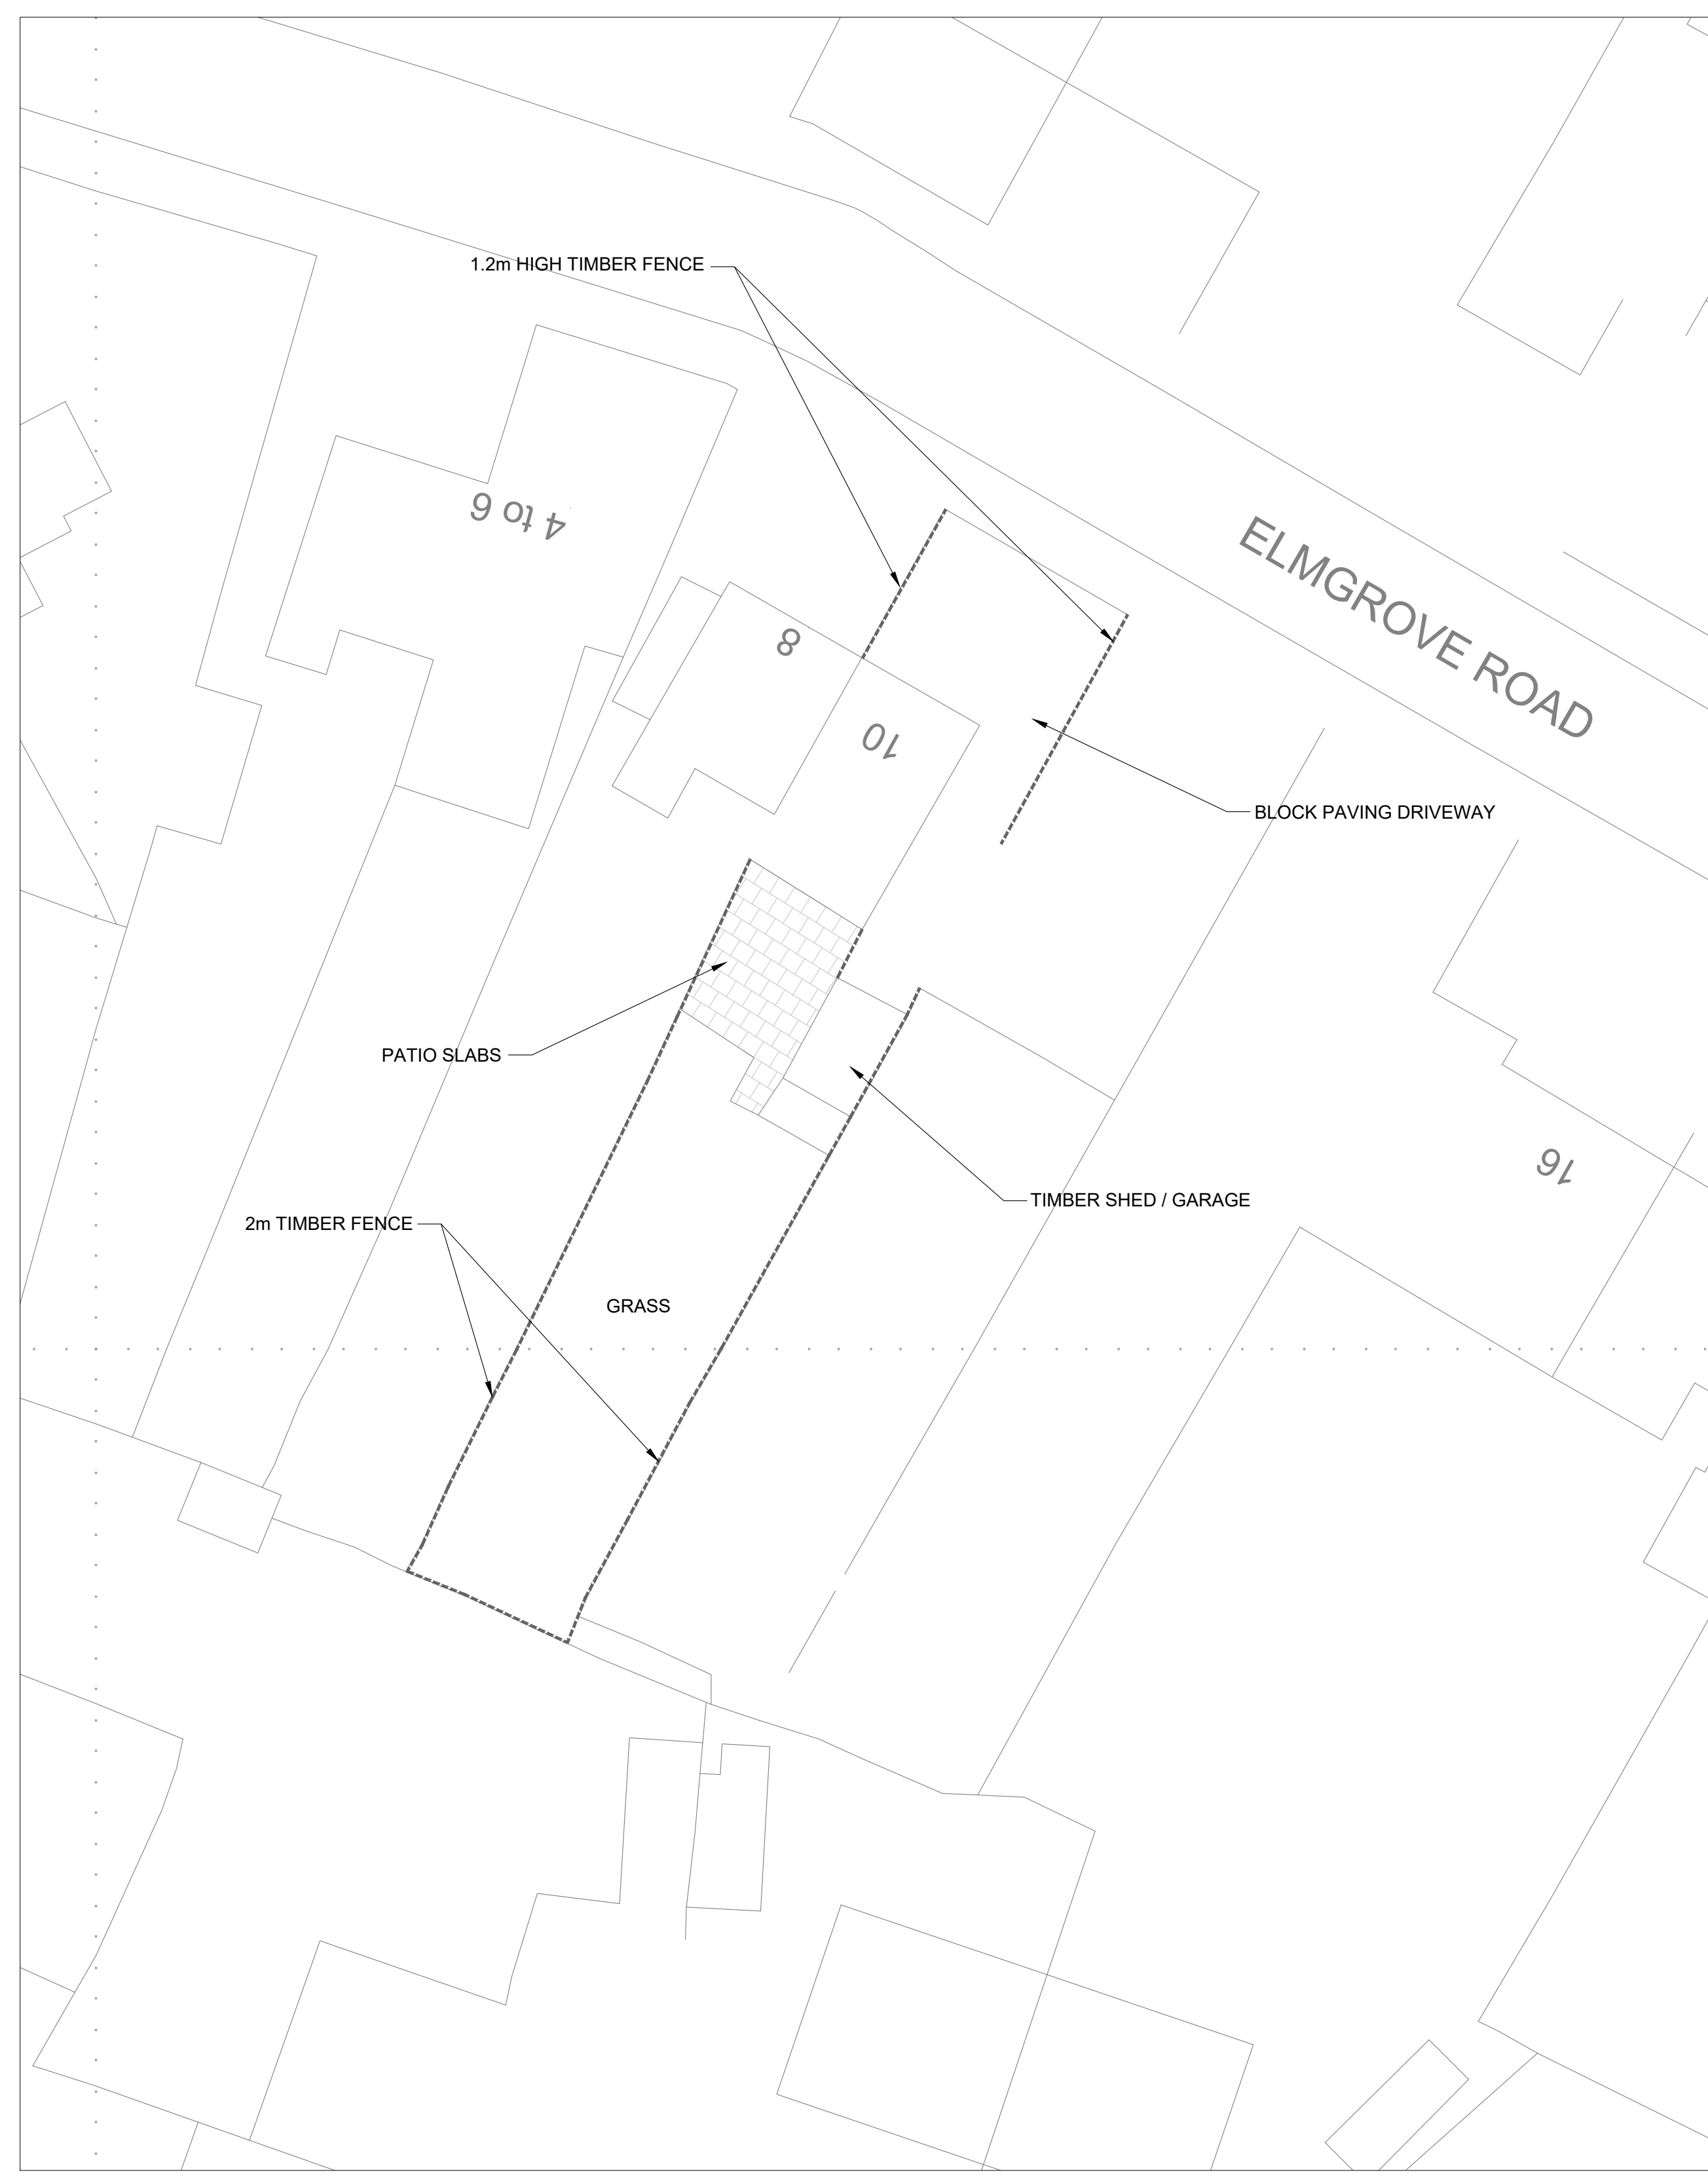 1.2m HIGH TIMBER FENCE
4 to 6
ELMGROVE ROAD
8
10
BLOCK PAVING DRIVEWAY
PATIO SLABS
16
TIMBER SHED / GARAGE
2m TIMBER FENCE
GRASS